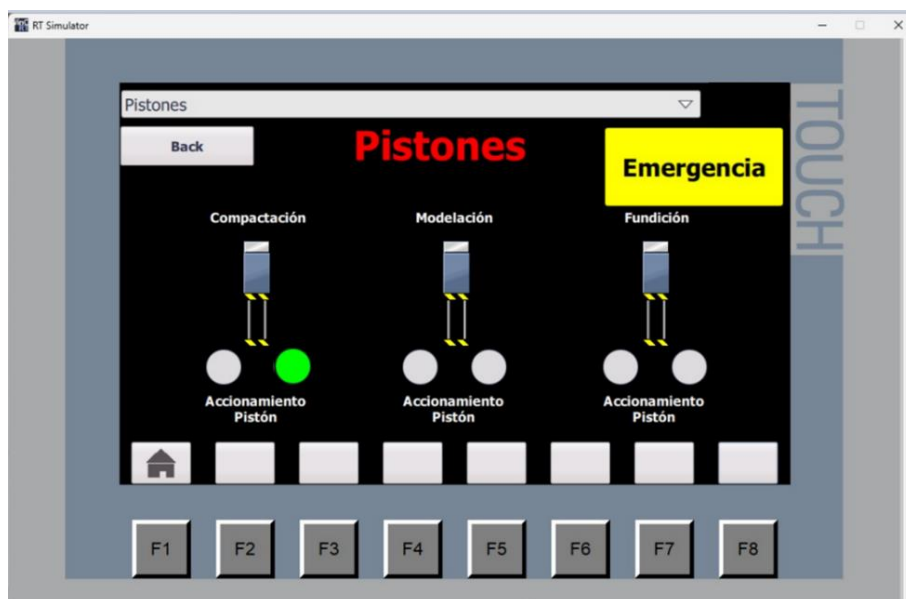 RT Simulator
Pistones
Back
Pistones
Emergencia
TOUCH
Compactación
Modelación
Fundición
Accionamiento
Pistón
Accionamiento
Pistón
Accionamiento
Pistón
F1
F2
F3
F4
F5
F6
F7
F8